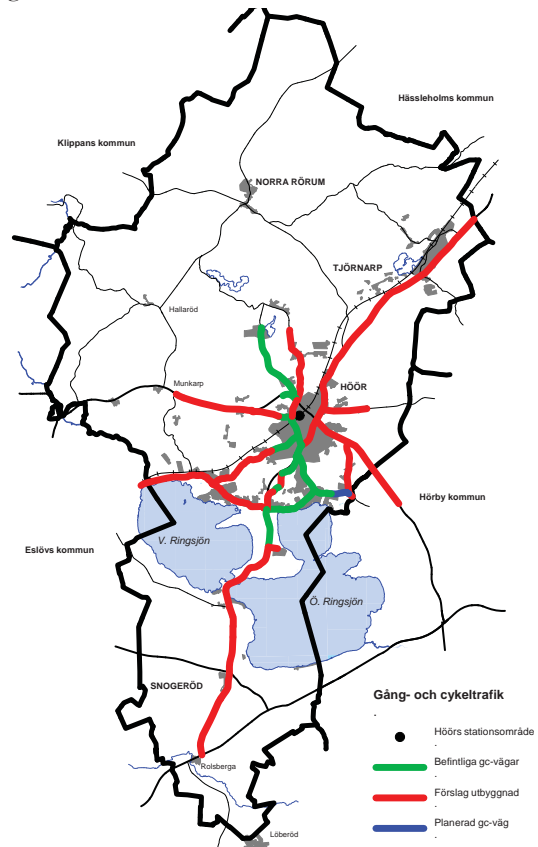 Hässleholms kommun
Klippans kommun
NORRA RÖRUM
TJÖRNARP
Hallaröd
Munkarp
HÖÖR
Hörby kommun
V. Ringsjön
Eslövs kommun
Ö. Ringsjön
SNOGERÖD
Gång- och cykeltrafik
.
Höörs stationsområde
.
Befintliga gc-vägar
.
Förslag utbyggnad
.
Planerad gc-väg
.
Rolsberga
Löberöd